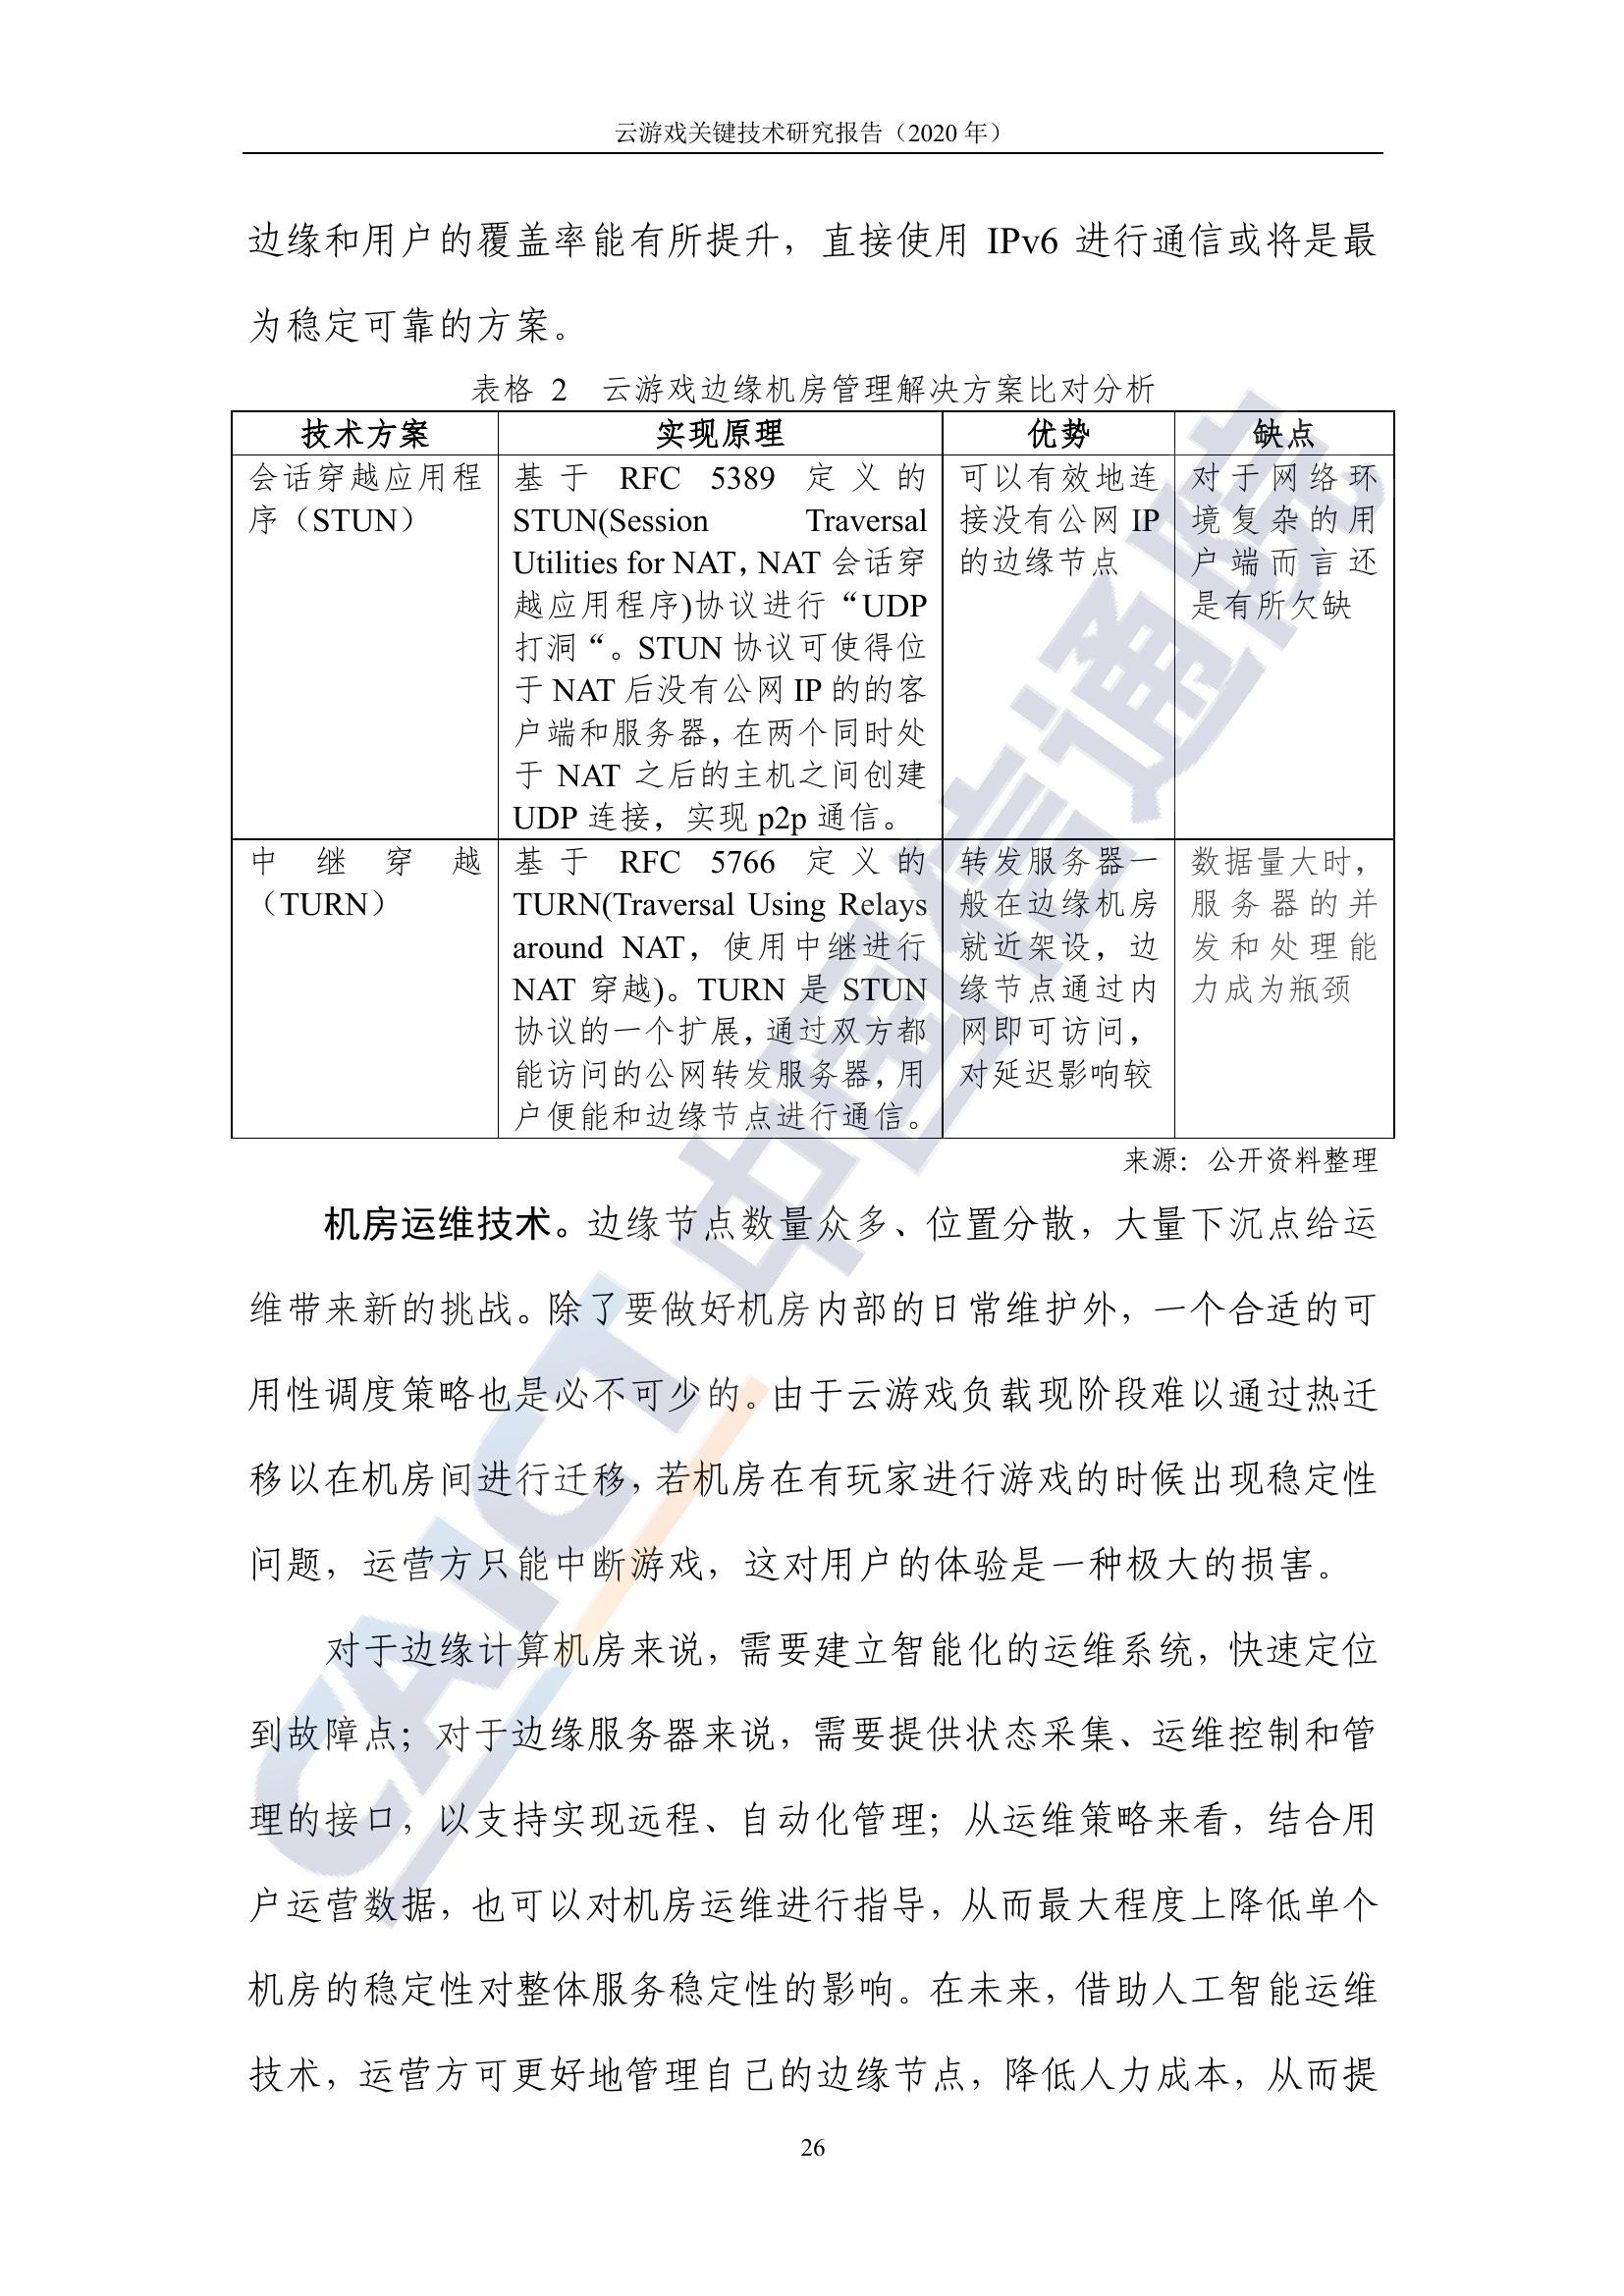 云游戏关键技术研究报告（2020 年）
边缘和用户的覆盖率能有所提升，直接使用 IPv6 进行通信或将是最
为稳定可靠的方案。
表格 2 云游戏边缘机房管理解决方案比对分析
技术方案 实现原理 优势 缺点
会话穿越应用程
序（STUN）
基于 RFC 5389 定义的
STUN(Session Traversal
Utilities for NAT，NAT 会话穿
越应用程序)协议进行“UDP
打洞“。STUN 协议可使得位
于 NAT 后没有公网 IP 的的客
户端和服务器，在两个同时处
于 NAT 之后的主机之间创建
UDP 连接，实现 p2p 通信。
可以有效地连
接没有公网 IP
的边缘节点
对于网络环
境复杂的用
户端而言还
是有所欠缺
中继穿越
（TURN）
基于 RFC 5766 定义的
TURN(Traversal Using Relays
around NAT，使用中继进行
NAT 穿越)。TURN 是 STUN
协议的一个扩展，通过双方都
能访问的公网转发服务器，用
户便能和边缘节点进行通信。
转发服务器一
般在边缘机房
就近架设，边
缘节点通过内
网即可访问，
对延迟影响较
数据量大时，
服务器的并
发和处理能
力成为瓶颈
来源：公开资料整理
机房运维技术。边缘节点数量众多、位置分散，大量下沉点给运
维带来新的挑战。除了要做好机房内部的日常维护外，一个合适的可
用性调度策略也是必不可少的。由于云游戏负载现阶段难以通过热迁
移以在机房间进行迁移，若机房在有玩家进行游戏的时候出现稳定性
问题，运营方只能中断游戏，这对用户的体验是一种极大的损害。
对于边缘计算机房来说，需要建立智能化的运维系统，快速定位
到故障点；对于边缘服务器来说，需要提供状态采集、运维控制和管
理的接口，以支持实现远程、自动化管理；从运维策略来看，结合用
户运营数据，也可以对机房运维进行指导，从而最大程度上降低单个
机房的稳定性对整体服务稳定性的影响。在未来，借助人工智能运维
技术，运营方可更好地管理自己的边缘节点，降低人力成本，从而提
26
CAICT 中国信通院